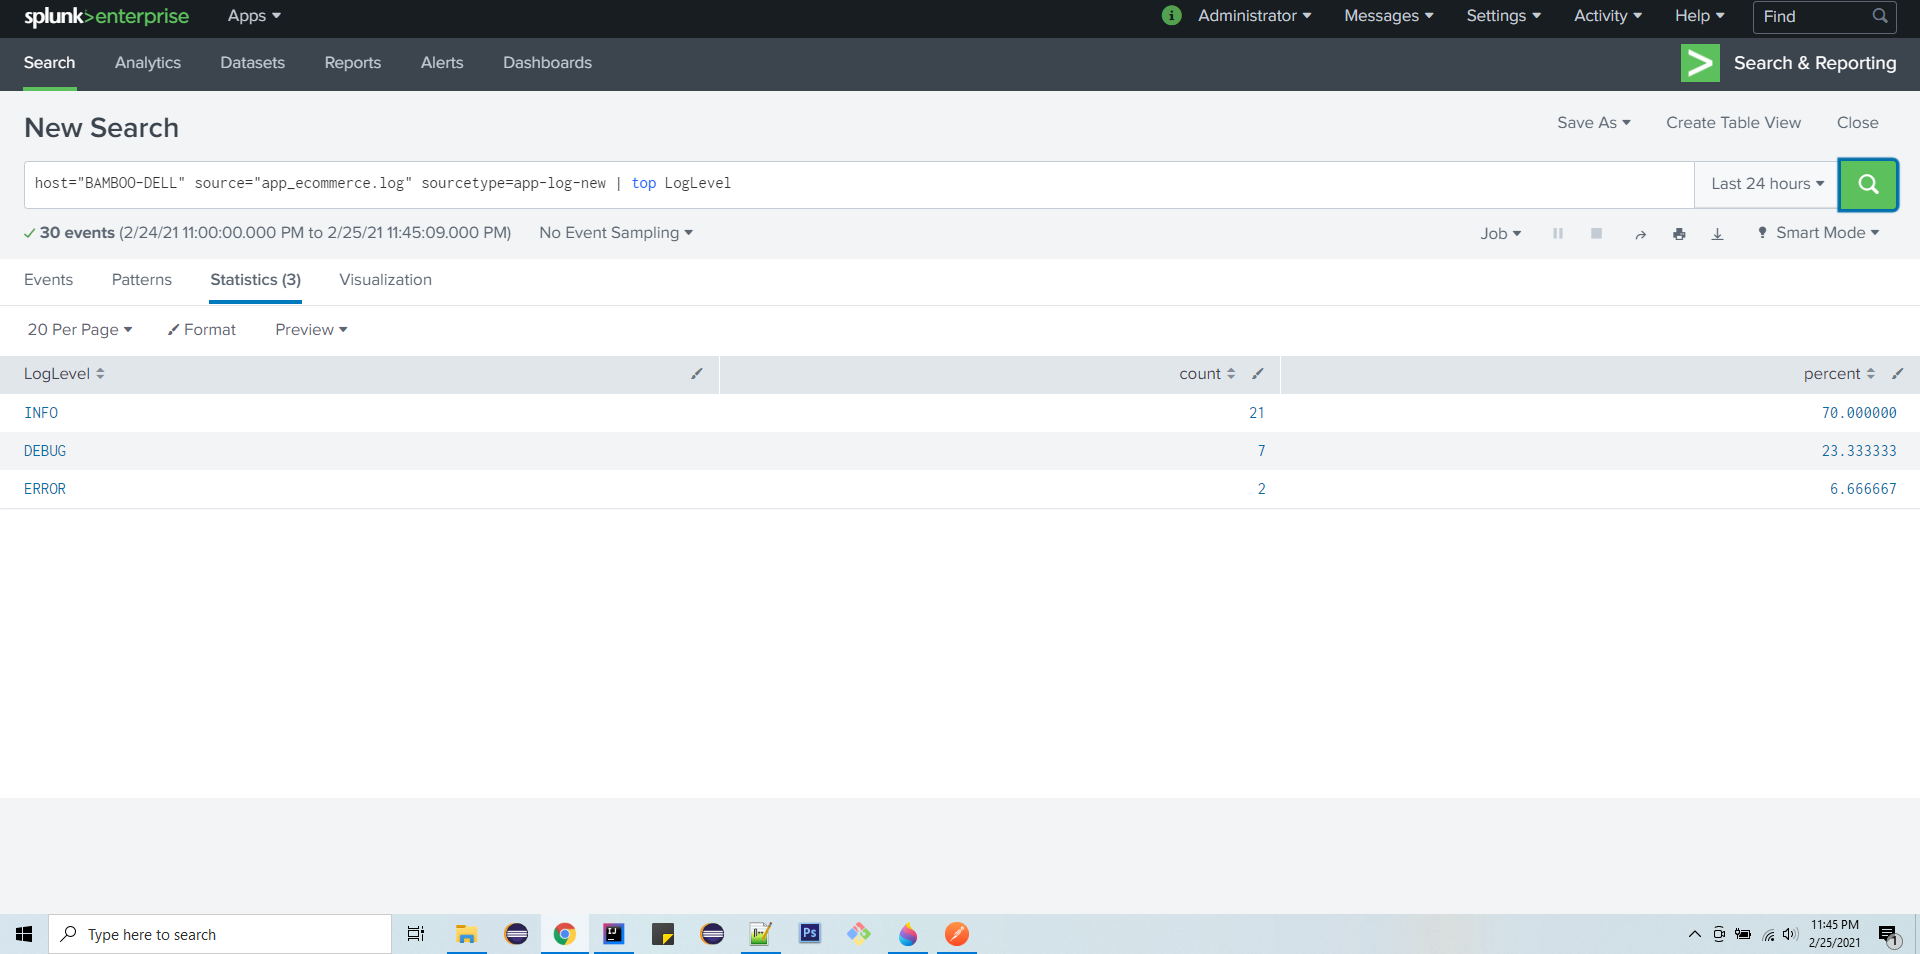 splunk>enterprise Apps Administrator Messages Settings Activity Help Find
Search Analytics Datasets Reports Alerts Dashboards Search & Reporting
New Search Save As Create Table View Close
host="BAMBOO-DELL" source="app_ecommerce.log" sourcetype=app-log-new | top LogLevel Last 24 hours
30 events (2/24/21 11:00:00.000 PM to 2/25/21 11:45:09.000 PM) No Event Sampling Job Smart Mode
Events Patterns Statistics (3) Visualization
20 Per Page Format Preview
LogLevel count percent
INFO 21 70.000000
DEBUG 7 23.333333
ERROR 2 6.666667
Type here to search IJ Ps 11:45 PM
2/25/2021 1